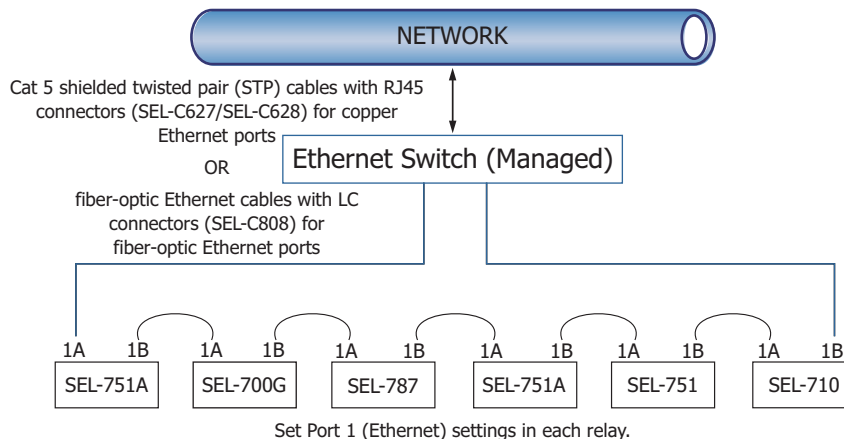 NETWORK
Cat 5 shielded twisted pair (STP) cables with RJ45
connectors (SEL-C627/SEL-C628) for copper
Ethernet ports
OR
fiber-optic Ethernet cables with LC
connectors (SEL-C808) for
fiber-optic Ethernet ports
Ethernet Switch (Managed)
1A 1B 1A 1B 1A 1B 1A 1B 1A 1B 1A 1B
SEL-751A SEL-700G SEL-787 SEL-751A SEL-751 SEL-710
Set Port 1 (Ethernet) settings in each relay.